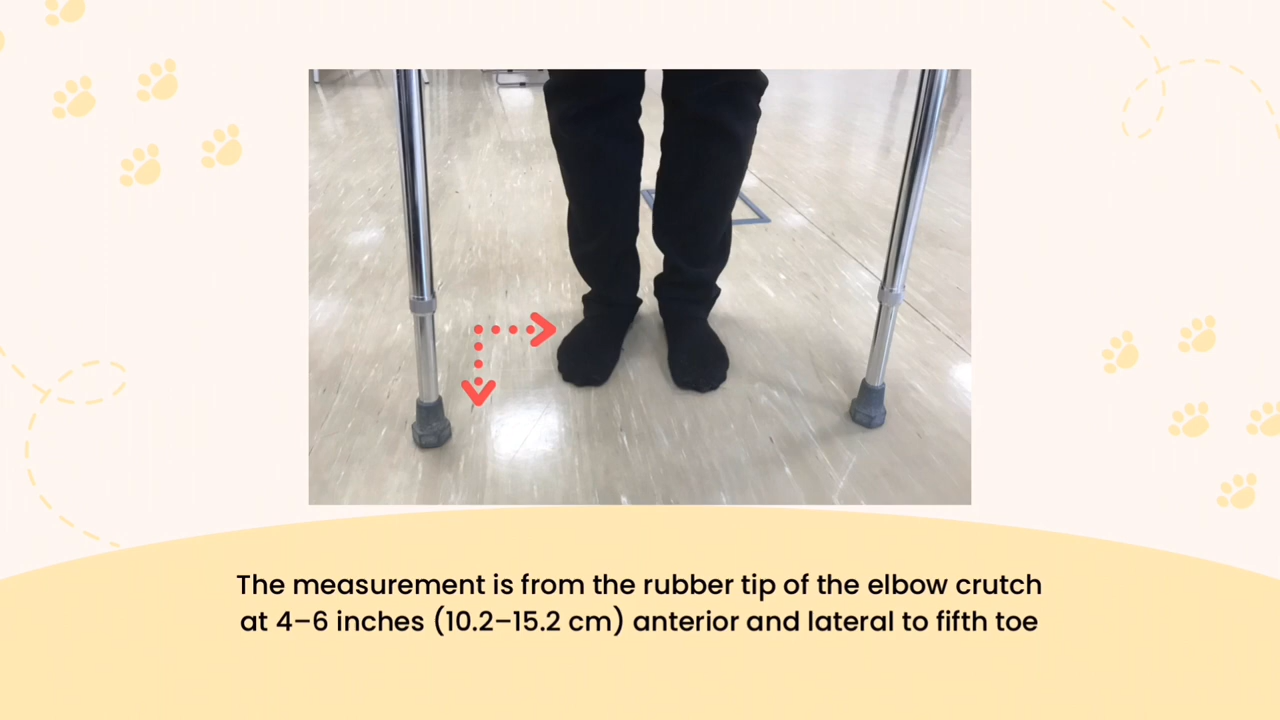 The measurement is from the rubber tip of the elbow crutch
at 4–6 inches (10.2–15.2 cm) anterior and lateral to fifth toe